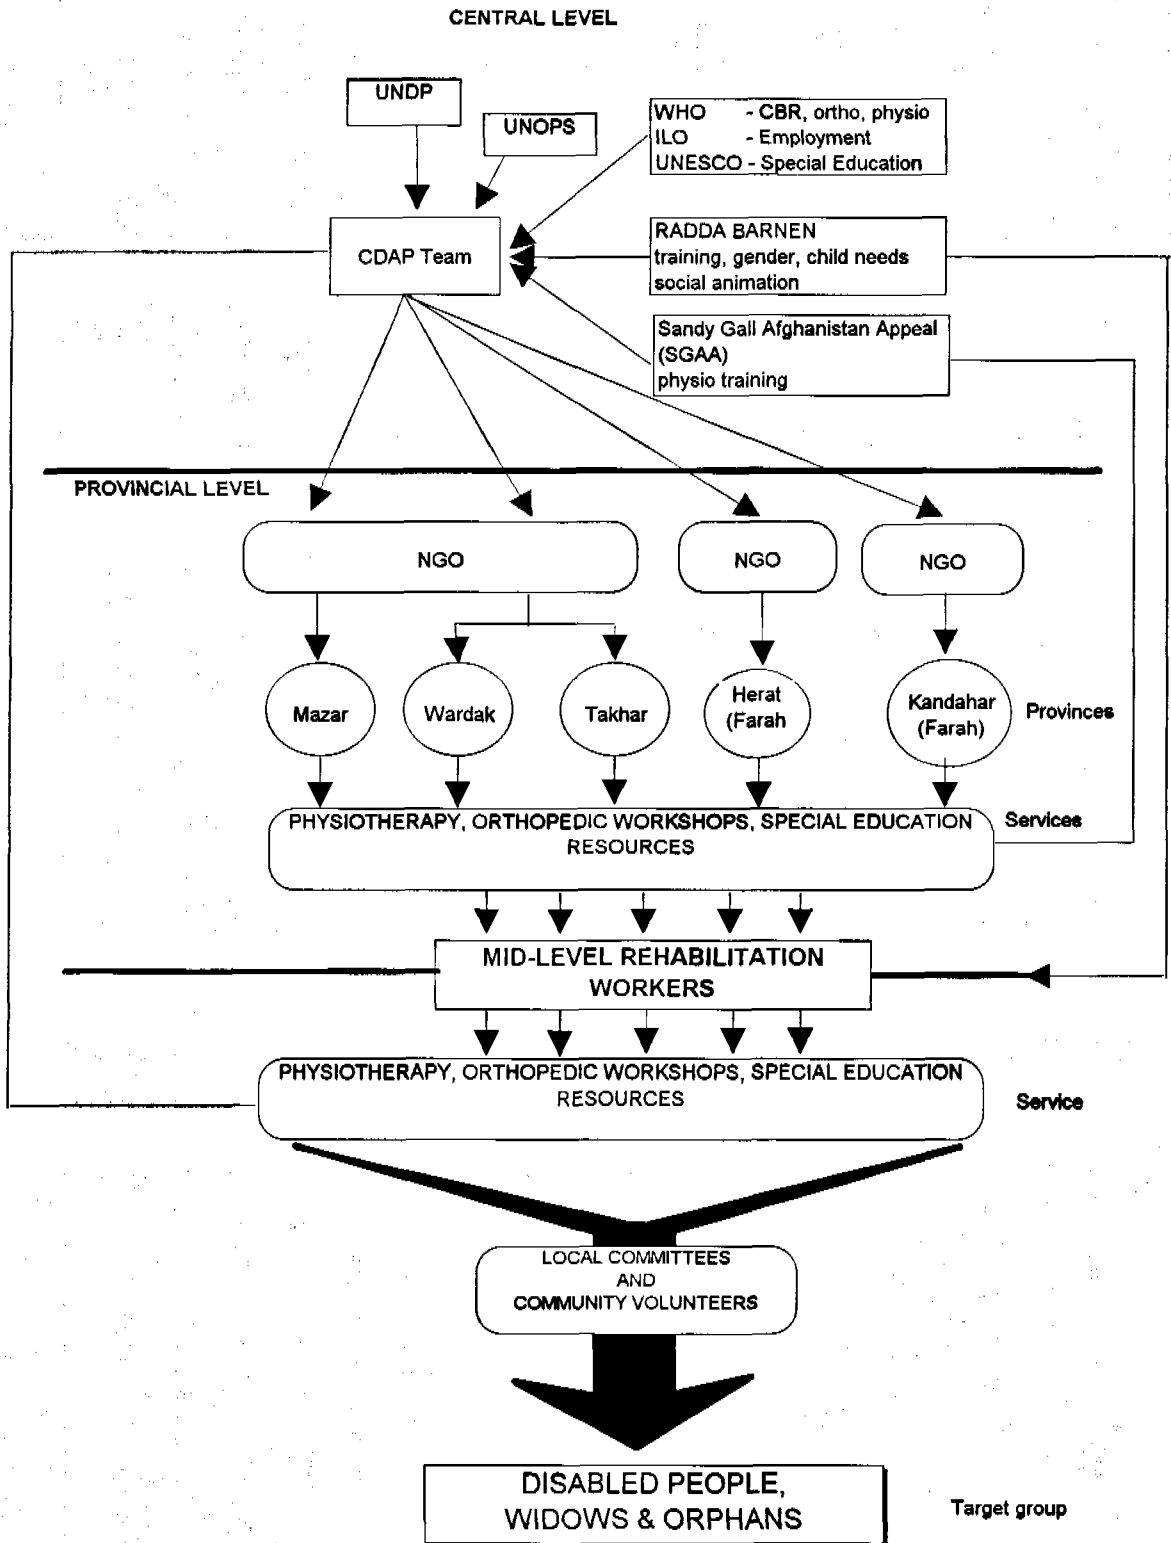 CENTRAL LEVEL
UNDP
UNOPS
WHO - CBR, ortho, physio
ILO - Employment
UNESCO - Special Education
CDAP Team
RADDA BARNEN
training, gender, child needs
social animation
Sandy Gall Afghanistan Appeal
(SGAA)
physio training
PROVINCIAL LEVEL
NGO
NGO
NGO
Mazar
Wardak
Takhar
Herat
(Farah
Kandahar
(Farah)
Provinces
PHYSIOTHERAPY, ORTHOPEDIC WORKSHOPS, SPECIAL EDUCATION
RESOURCES
Services
MID-LEVEL REHABILITATION
WORKERS
PHYSIOTHERAPY, ORTHOPEDIC WORKSHOPS, SPECIAL EDUCATION
RESOURCES
Service
LOCAL COMMITTEES
AND
COMMUNITY VOLUNTEERS
DISABLED PEOPLE,
WIDOWS & ORPHANS
Target group